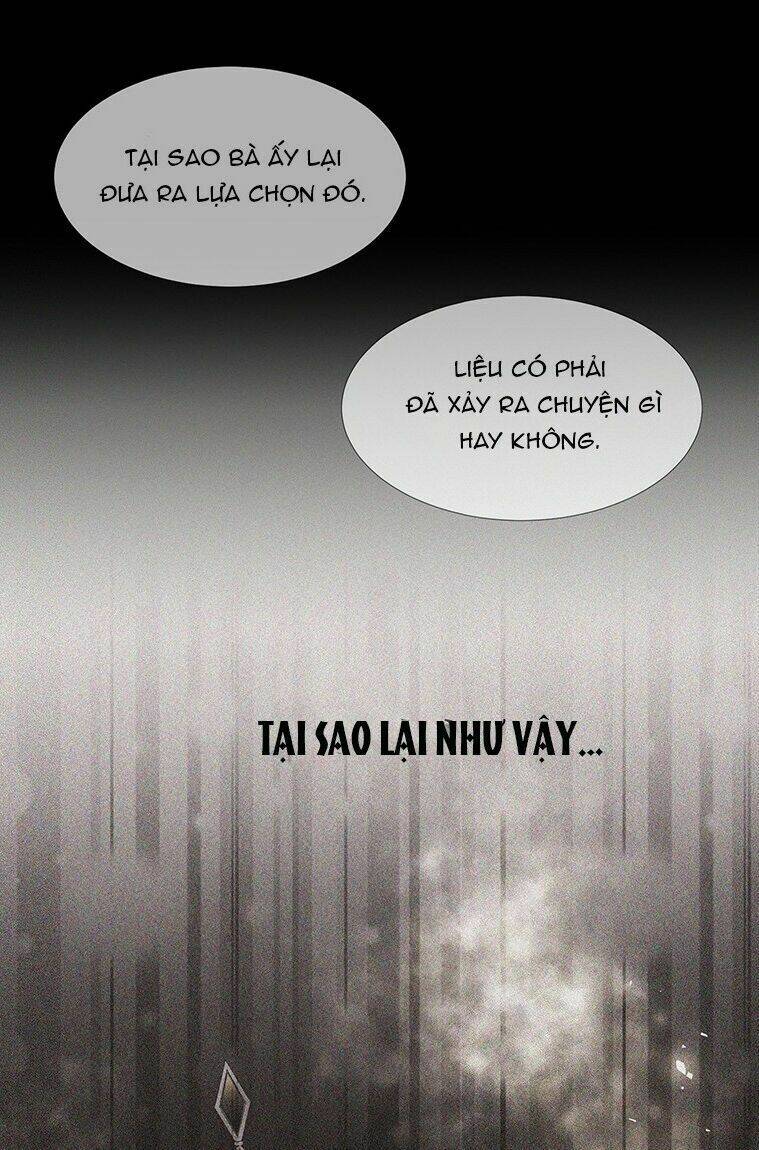 TẠI SAO BÀ ẤY LẠI
ĐƯA RA LỰA CHỌN ĐÓ.
LIỆU CÓ PHẢI
ĐÃ XẢY RA CHUYỆN GÌ
HAY KHÔNG.
TẠI SAO LẠI NHƯ VẬY...